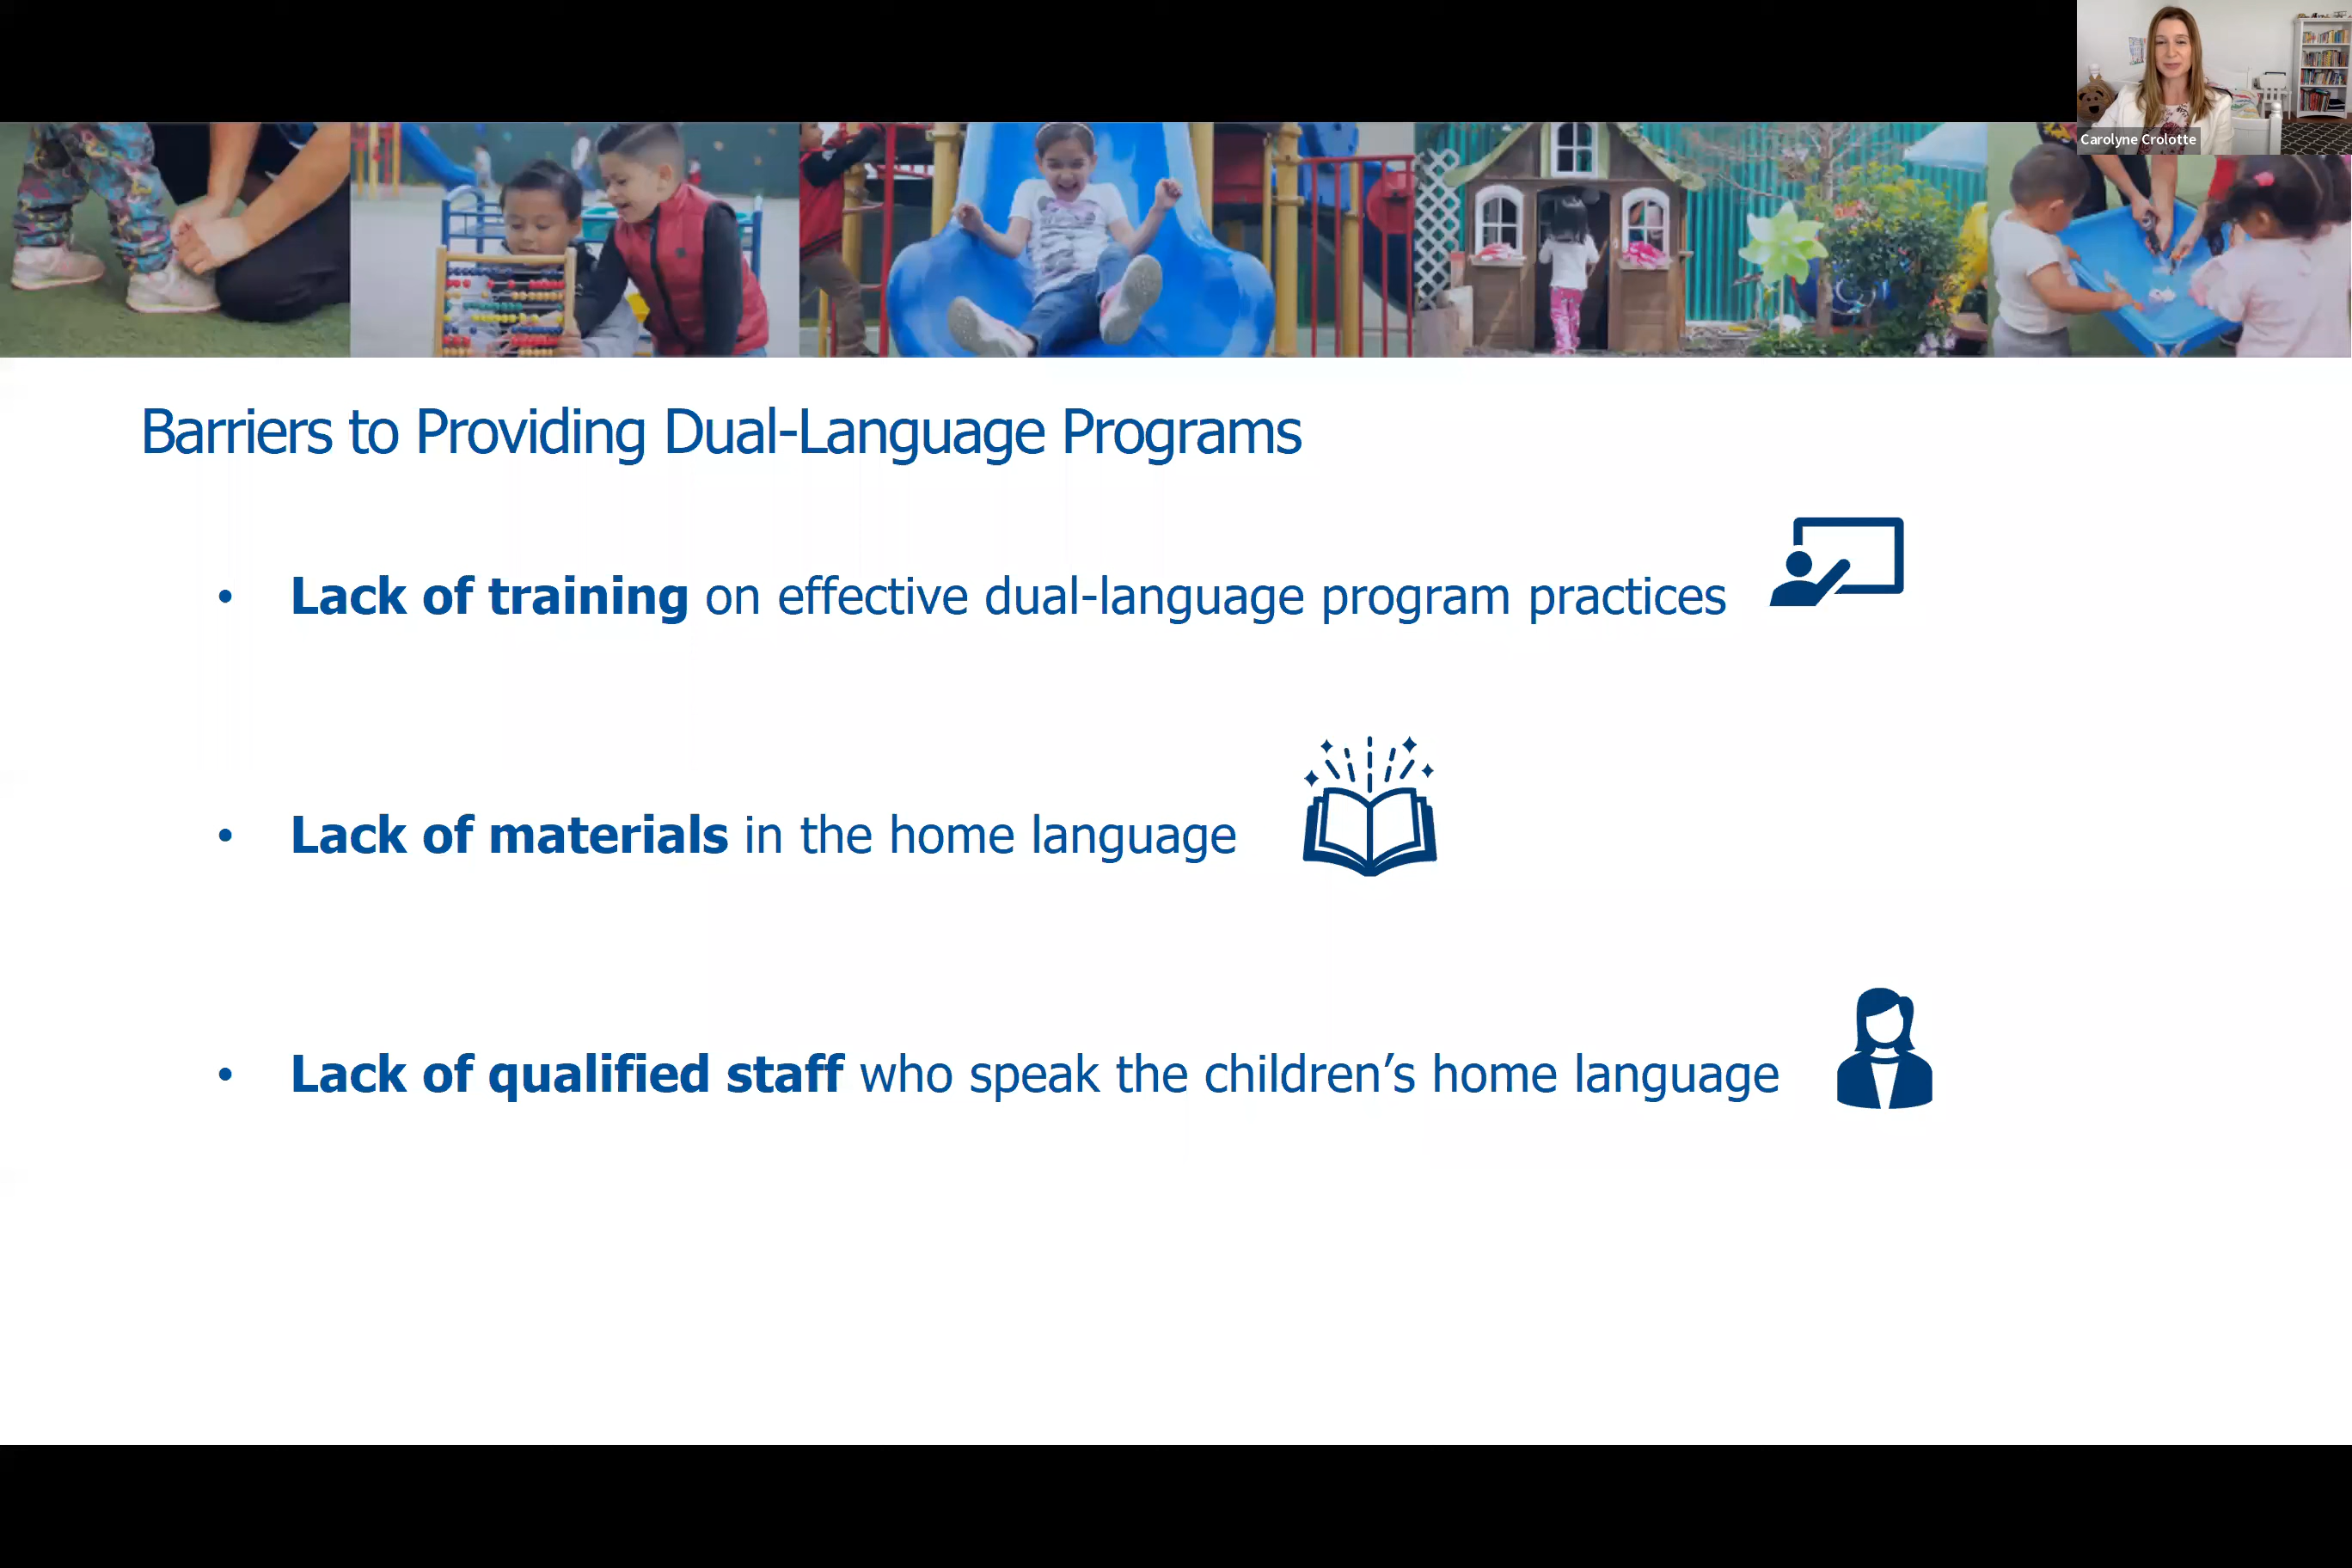 Carolyne Crolotte
Barriers to Providing Dual-Language Programs
• Lack of training on effective dual-language program practices
• Lack of materials in the home language
• Lack of qualified staff who speak the children’s home language